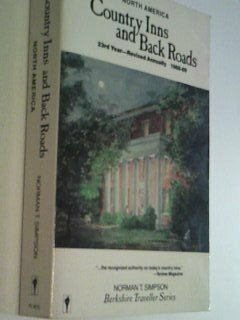 NORTH AMERICA
Country Inns
and Back Roads
23rd Year—Revised Annually 1988-89
"...the recognized authority on today's country inns."
NORMAN T. SIMPSON
Berkshire Traveller Series
Country Inns and Back Roads
NORTH AMERICA
NORMAN T. SIMPSON